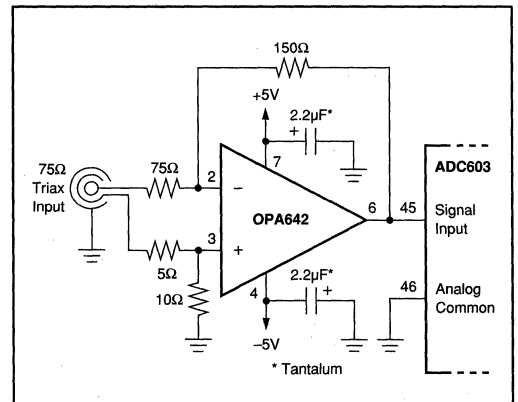 150Ω
+5V
2.2µF*
+
7
ADC603
75Ω
Triax
Input
75Ω
2
−
OPA642
6
45
Signal
Input
3
+
5Ω
10Ω
4
2.2µF*
+
46
Analog
Common
−5V
* Tantalum